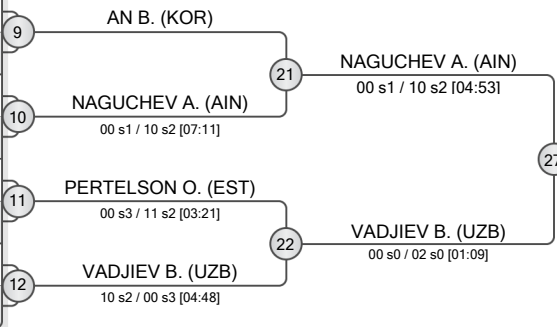 9
AN B. (KOR)
21
NAGUCHEV A. (AIN)
00 s1 / 10 s2 [04:53]
10
NAGUCHEV A. (AIN)
00 s1 / 10 s2 [07:11]
27
11
PERTELSON O. (EST)
00 s3 / 11 s2 [03:21]
22
VADJIEV B. (UZB)
00 s0 / 02 s0 [01:09]
12
VADJIEV B. (UZB)
10 s2 / 00 s3 [04:48]